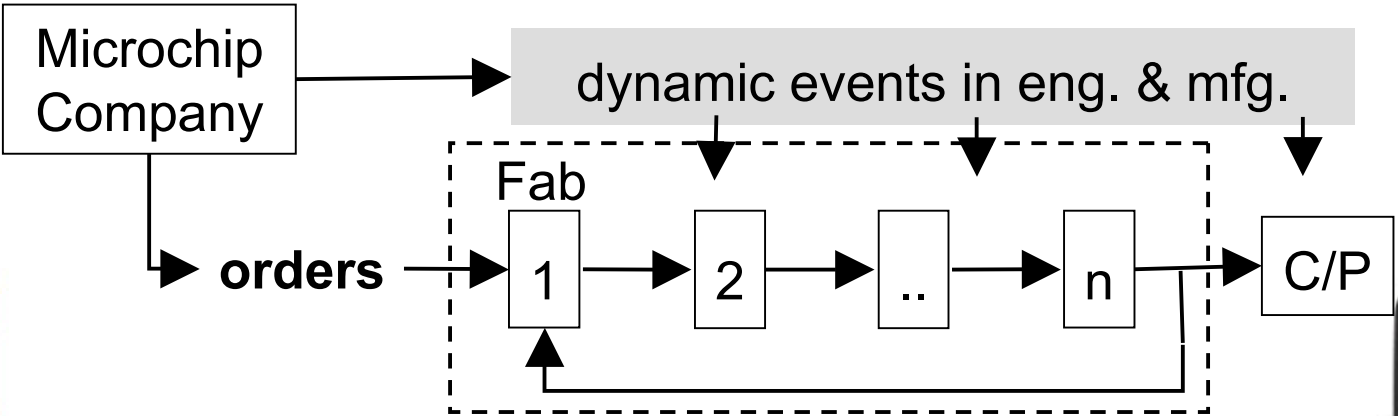 Microchip
Company
dynamic events in eng. & mfg.
Fab
orders
1
2
..
n
C/P